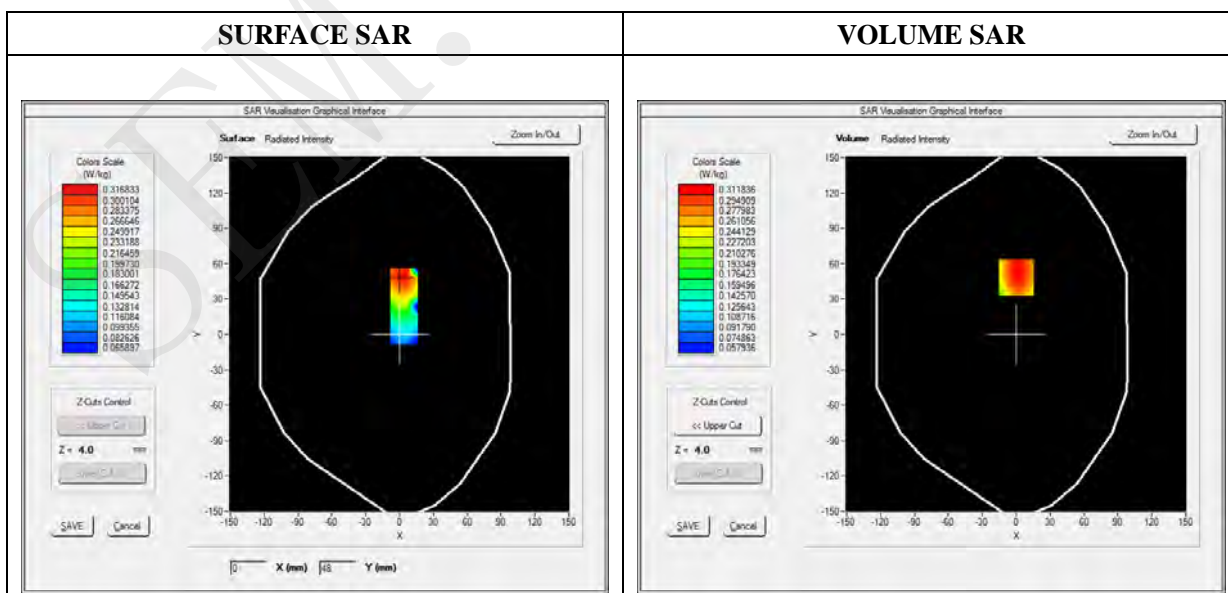 SURFACE SAR
SAR Visualisation Graphical Interface
Surface Radiated Intensity
Zoom In/Out
Colors Scale
(W/kg)
0.316833
0.300104
0.283375
0.266646
0.249917
0.233188
0.216459
0.199730
0.183001
0.166272
0.149543
0.132814
0.116084
0.099355
0.082626
0.065897
Z-Cuts Control
<< Upper Cut
Z = 4.0 mm
SAVE Cancel
150
120
90
60
30
0
-30
-60
-90
-120
-150
Y
-150 -120 -90 -60 -30 0 30 60 90 120 150
X
0 X (mm) 48 Y (mm)
VOLUME SAR
SAR Visualisation Graphical Interface
Volume Radiated Intensity
Zoom In/Out
Colors Scale
(W/kg)
0.311836
0.294909
0.277983
0.261056
0.244129
0.227203
0.210276
0.193349
0.176423
0.159496
0.142570
0.125643
0.108716
0.091790
0.074863
0.057936
Z-Cuts Control
<< Upper Cut
Z = 4.0 mm
SAVE Cancel
150
120
90
60
30
0
-30
-60
-90
-120
-150
Y
-150 -120 -90 -60 -30 0 30 60 90 120 150
X
SEM.